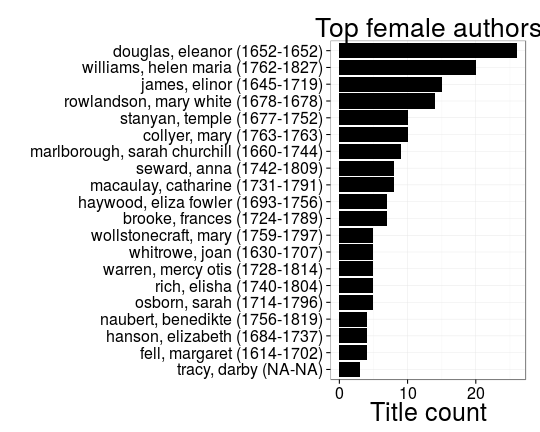 Top female authors
douglas, eleanor (1652-1652)
williams, helen maria (1762-1827)
james, elinor (1645-1719)
rowlandson, mary white (1678-1678)
stanyan, temple (1677-1752)
collyer, mary (1763-1763)
marlborough, sarah churchill (1660-1744)
seward, anna (1742-1809)
macaulay, catharine (1731-1791)
haywood, eliza fowler (1693-1756)
brooke, frances (1724-1789)
wollstonecraft, mary (1759-1797)
whitrowe, joan (1630-1707)
warren, mercy otis (1728-1814)
rich, elisha (1740-1804)
osborn, sarah (1714-1796)
naubert, benedikte (1756-1819)
hanson, elizabeth (1684-1737)
fell, margaret (1614-1702)
tracy, darby (NA-NA)
0 10 20
Title count